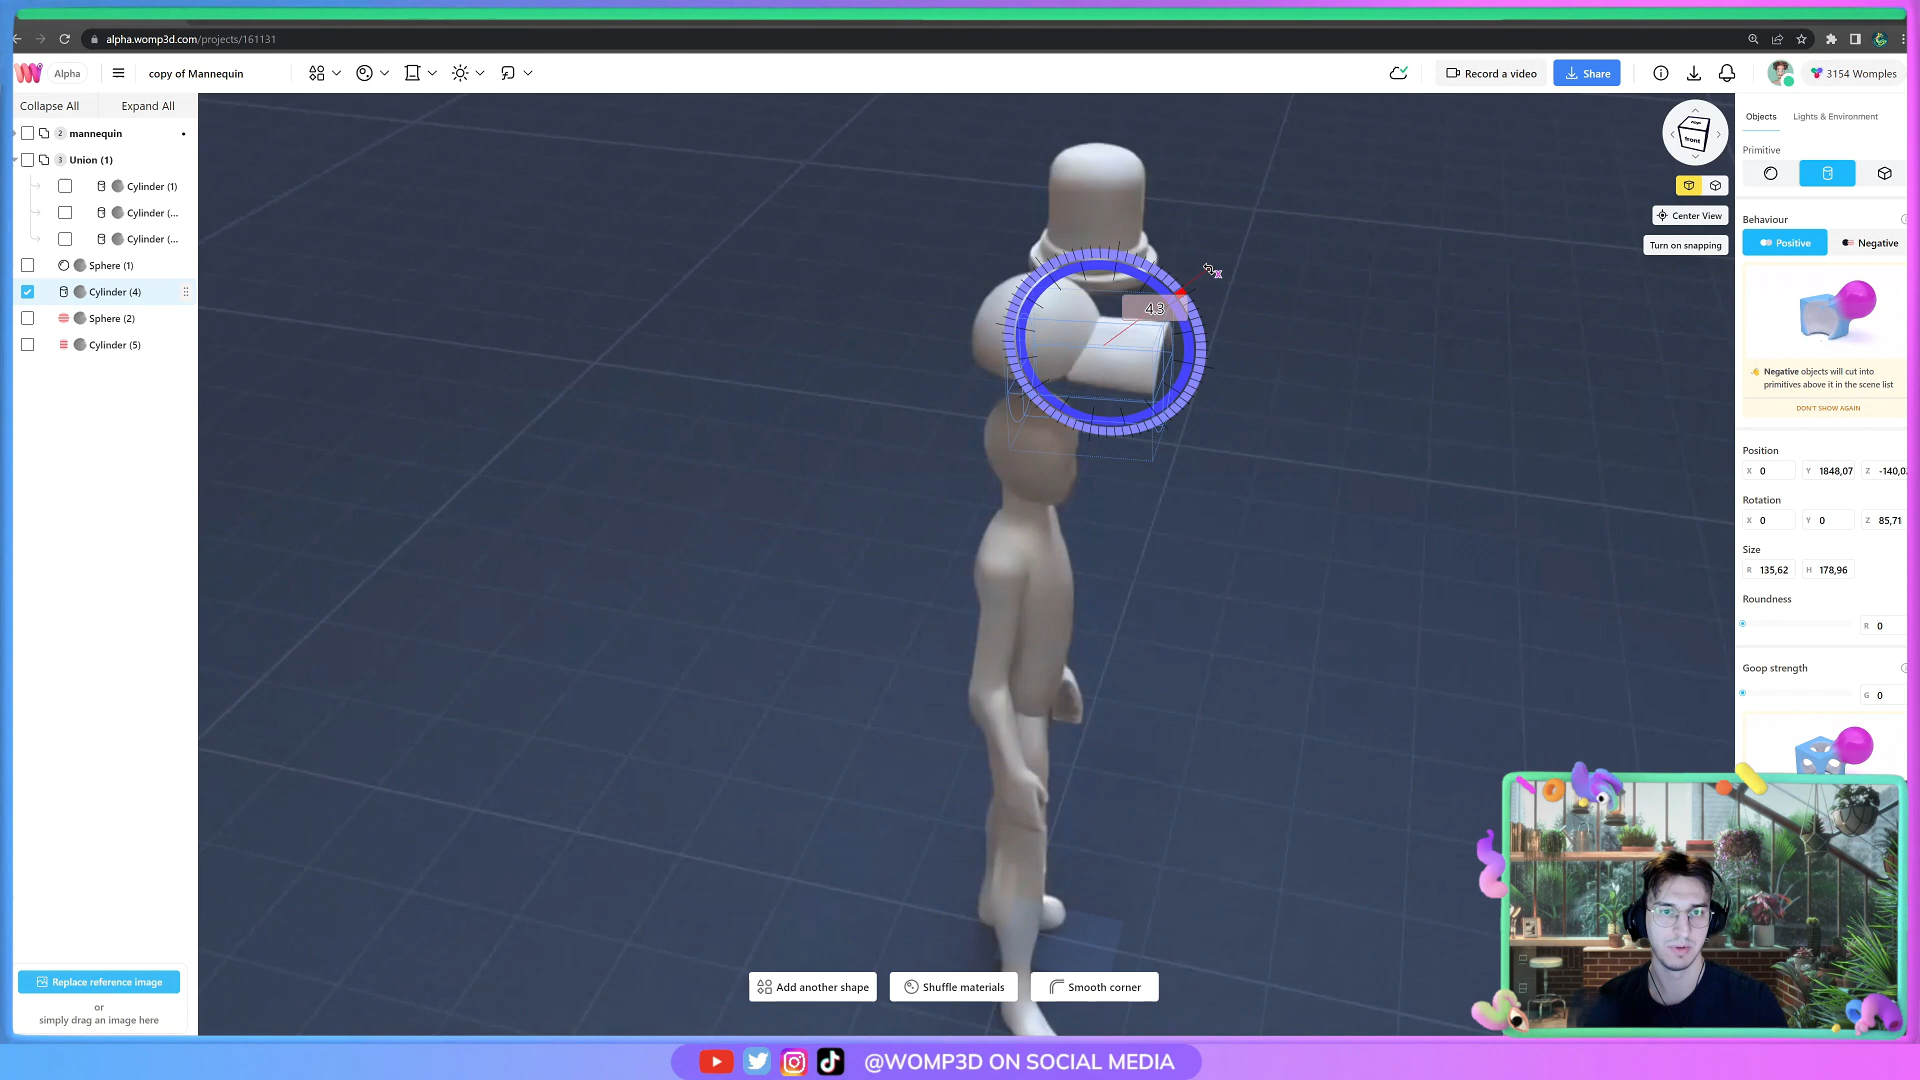 alpha.womp3d.com/projects/161131
Alpha
copy of Mannequin
Record a video
Share
3154 Womples
Collapse All
Expand All
2 mannequin
3 Union (1)
Cylinder (1)
Cylinder (...
Cylinder (...
Sphere (1)
Cylinder (4)
Sphere (2)
Cylinder (5)
Replace reference image
or
simply drag an image here
4.3
X
FRONT
Center View
Turn on snapping
Add another shape
Shuffle materials
Smooth corner
Objects
Lights & Environment
Primitive
Behaviour
Positive
Negative
Negative objects will cut into
primitives above it in the scene list
DON'T SHOW AGAIN
Position
X 0 Y 1848,07 Z -140,0
Rotation
X 0 Y 0 Z 85,71
Size
R 135,62 H 178,96
Roundness
R 0
Goop strength
G 0
@WOMP3D ON SOCIAL MEDIA